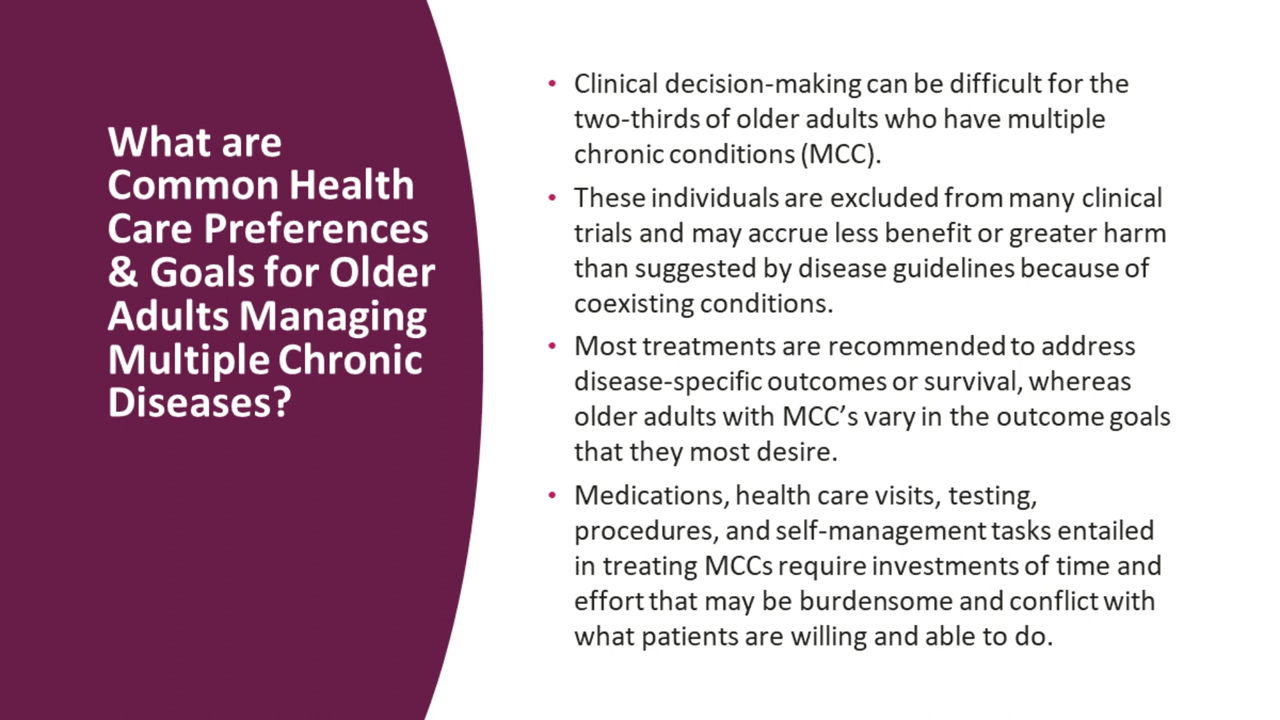 What are
Common Health
Care Preferences
& Goals for Older
Adults Managing
Multiple Chronic
Diseases?
• Clinical decision-making can be difficult for the
two-thirds of older adults who have multiple
chronic conditions (MCC).
• These individuals are excluded from many clinical
trials and may accrue less benefit or greater harm
than suggested by disease guidelines because of
coexisting conditions.
• Most treatments are recommended to address
disease-specific outcomes or survival, whereas
older adults with MCC’s vary in the outcome goals
that they most desire.
• Medications, health care visits, testing,
procedures, and self-management tasks entailed
in treating MCCs require investments of time and
effort that may be burdensome and conflict with
what patients are willing and able to do.